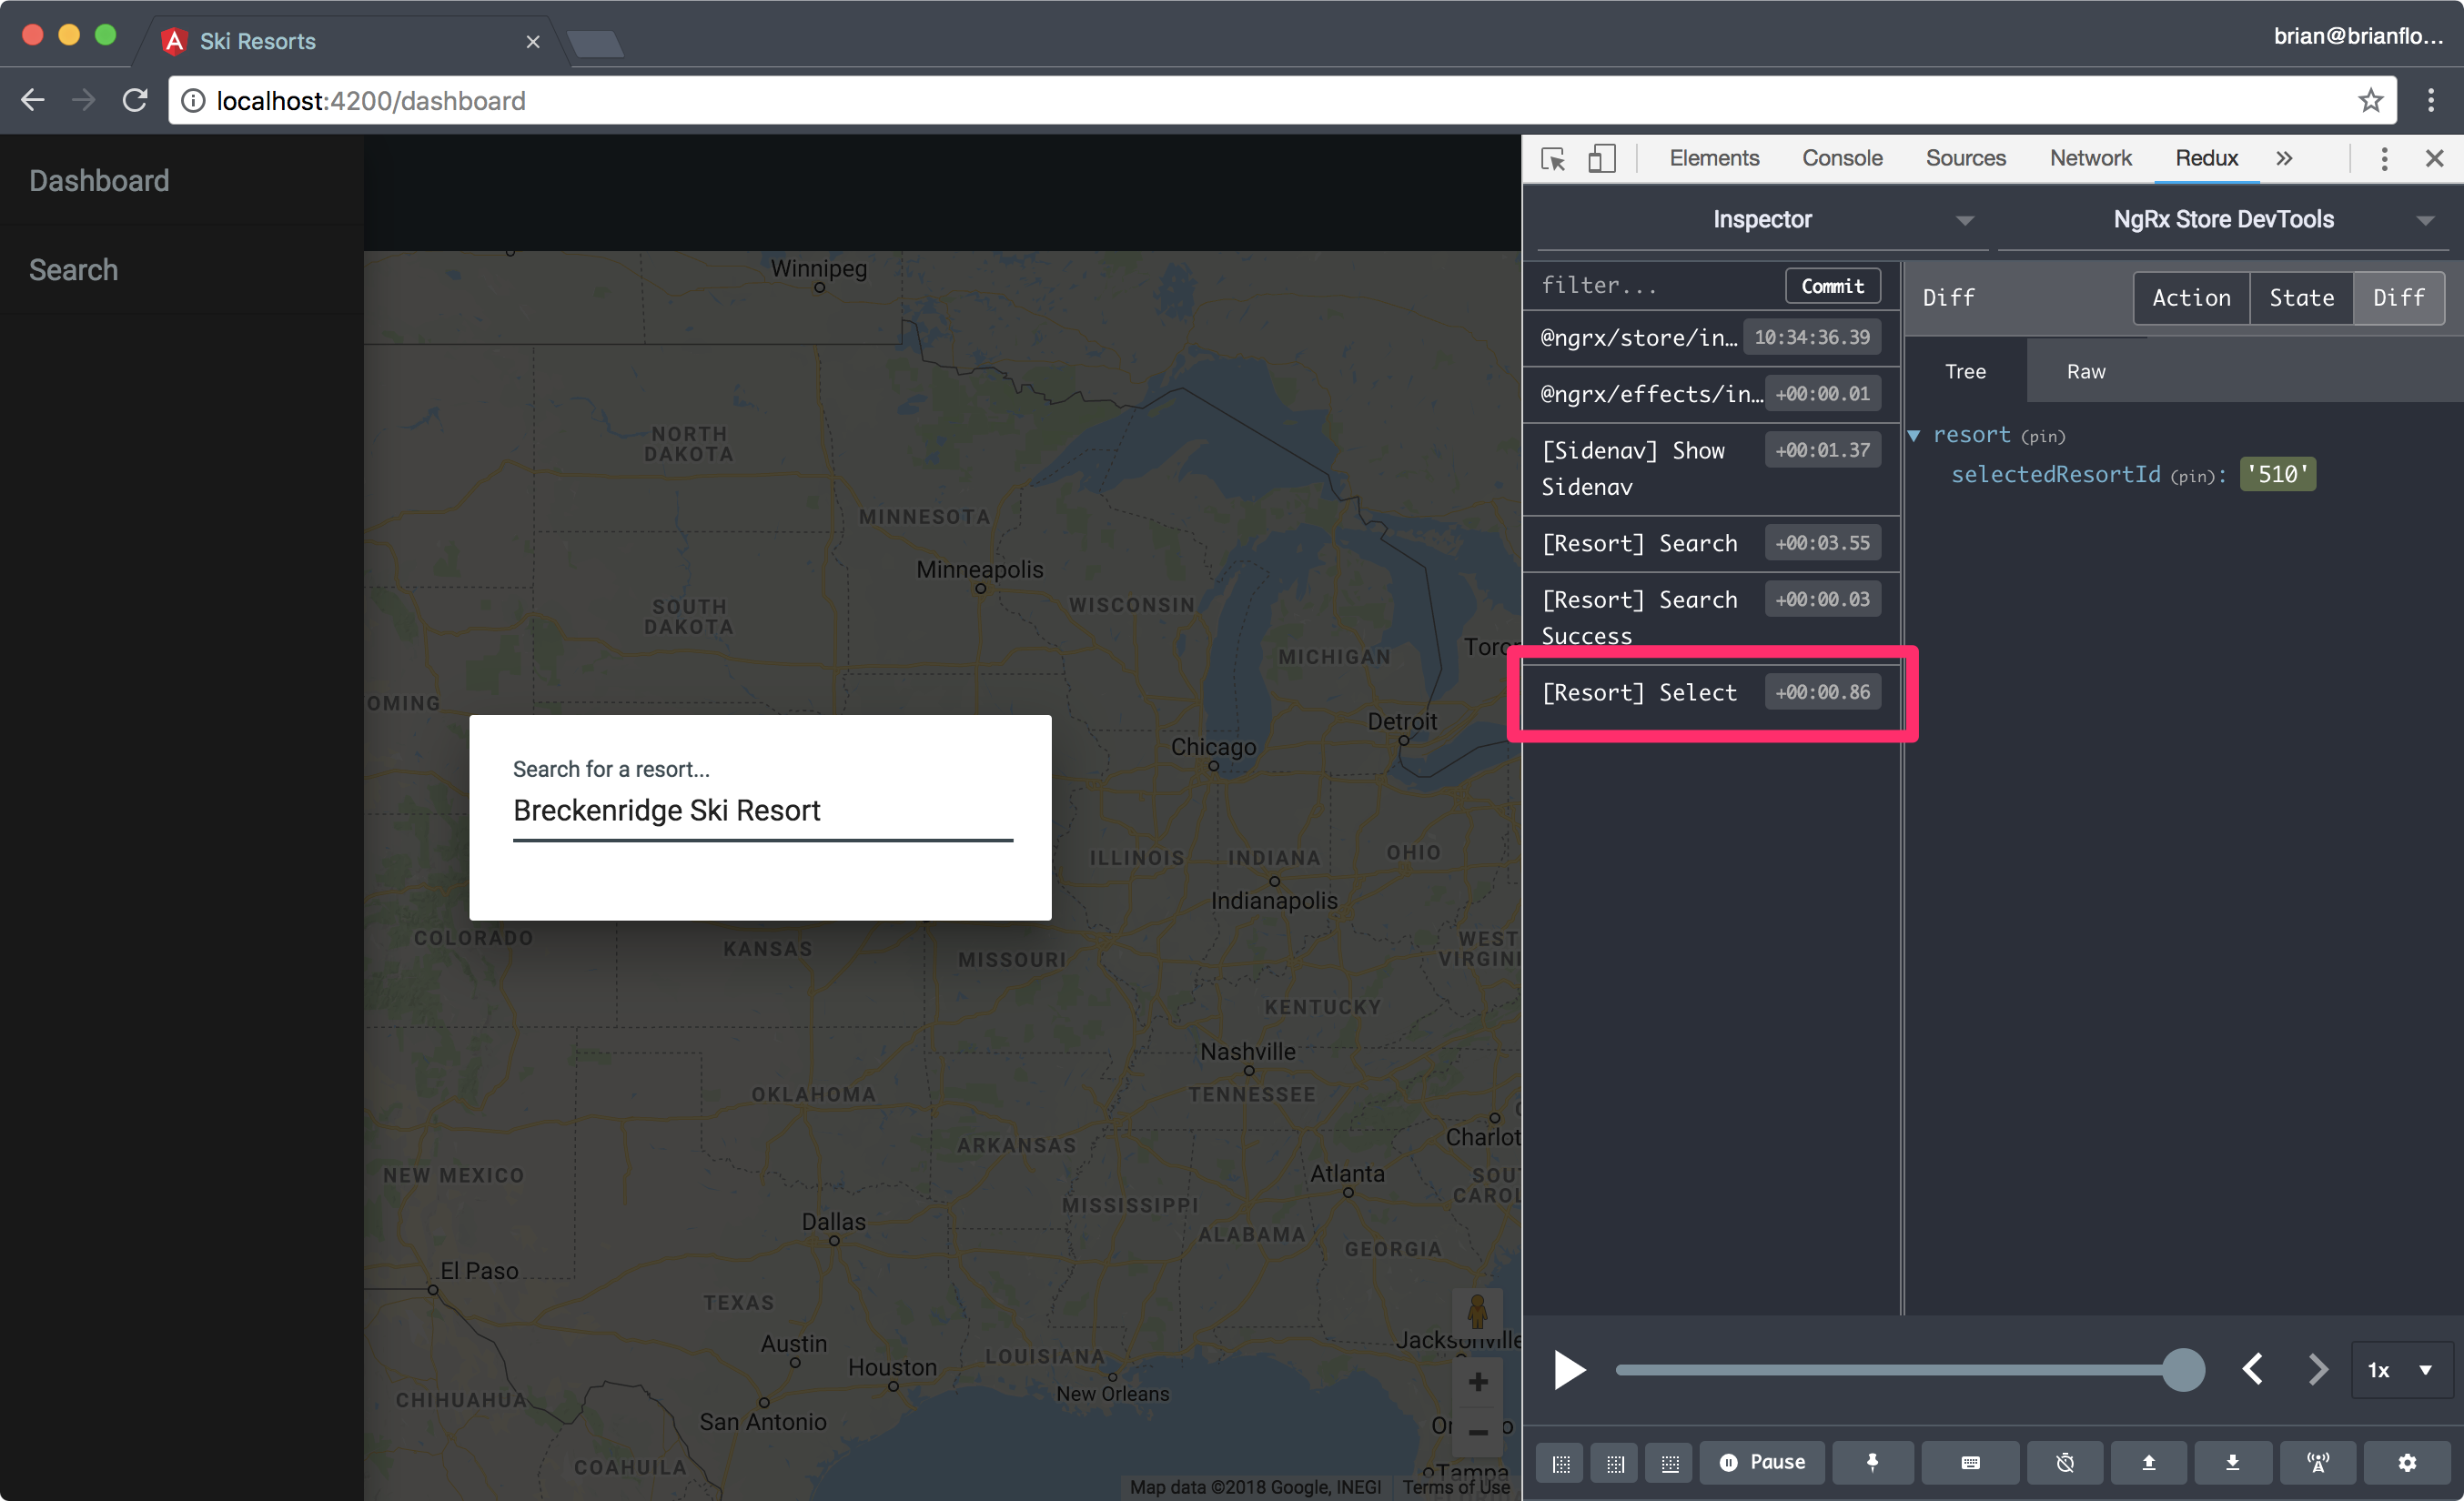 Ski Resorts
brian@brianflo...
localhost:4200/dashboard
Dashboard
Search
Winnipeg
NORTH
DAKOTA
MINNESOTA
Minneapolis
SOUTH
DAKOTA
WISCONSIN
MICHIGAN
Toron
OMING
Detroit
Chicago
Search for a resort...
Breckenridge Ski Resort
ILLINOIS
INDIANA
OHIO
Indianapolis
COLORADO
KANSAS
MISSOURI
WEST
VIRGINI
KENTUCKY
Nashville
OKLAHOMA
TENNESSEE
ARKANSAS
Charlot
NEW MEXICO
Atlanta
SOU
CAROL
MISSISSIPPI
Dallas
ALABAMA
GEORGIA
El Paso
TEXAS
Austin
Jacksonville
Houston
LOUISIANA
New Orleans
CHIHUAHUA
San Antonio
COAHUILA
Tampa
Map data ©2018 Google, INEGI
Terms of Use
Elements
Console
Sources
Network
Redux
Inspector
NgRx Store DevTools
filter...
Commit
@ngrx/store/in... 10:34:36.39
@ngrx/effects/in... +00:00.01
[Sidenav] Show +00:01.37
Sidenav
[Resort] Search +00:03.55
[Resort] Search +00:00.03
Success
[Resort] Select +00:00.86
Diff
Action
State
Diff
Tree
Raw
resort (pin)
selectedResortId (pin): '510'
1x
Pause